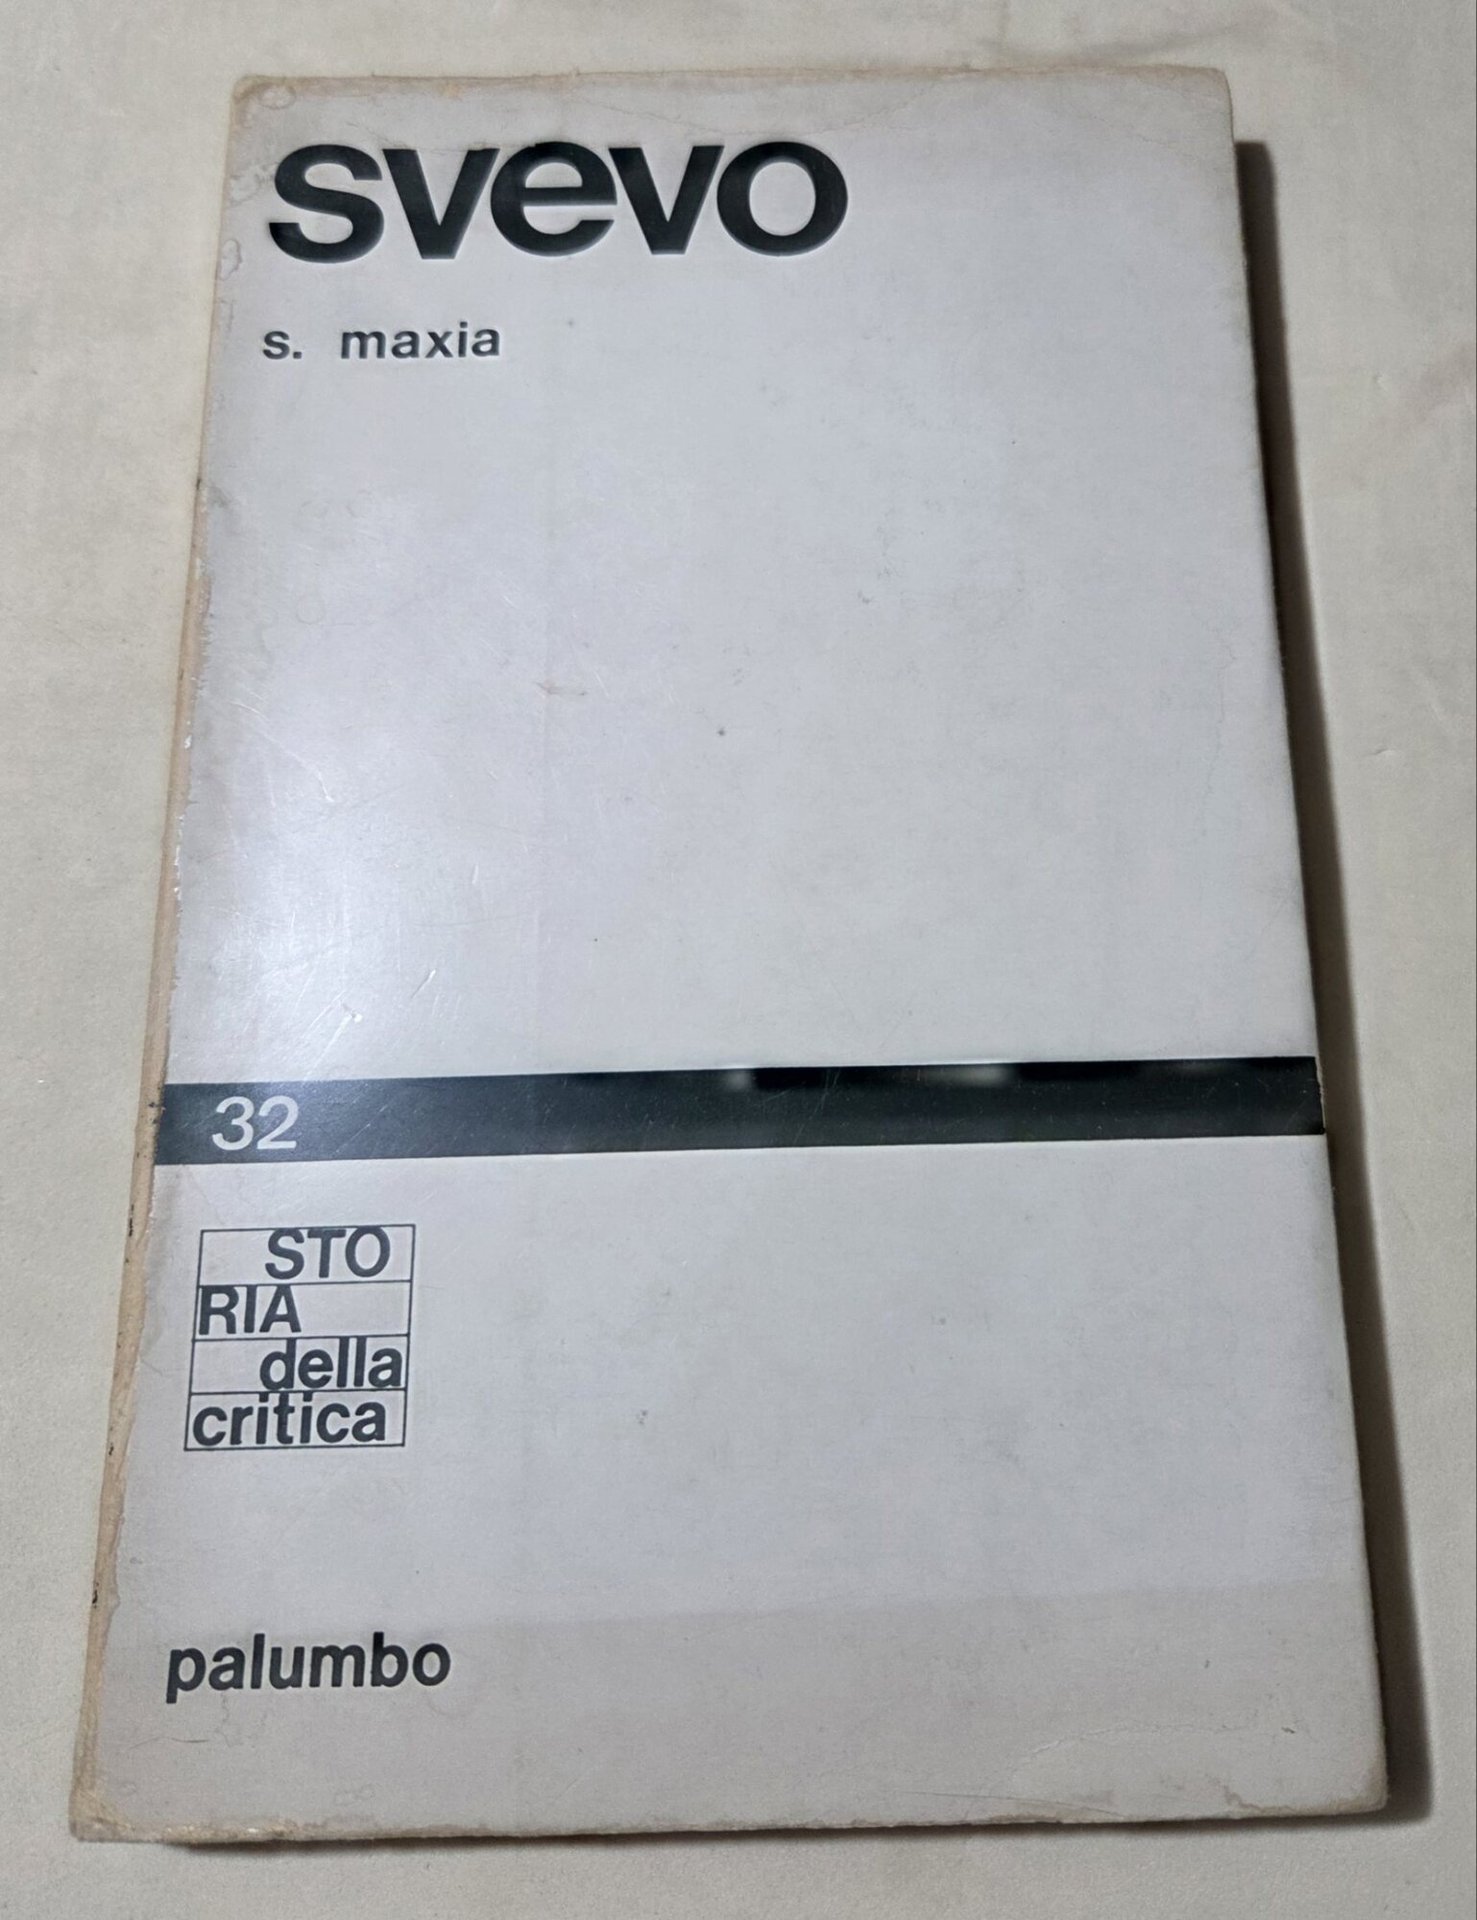 svevo
s. maxia
32
STO
RIA
della
critica
palumbo